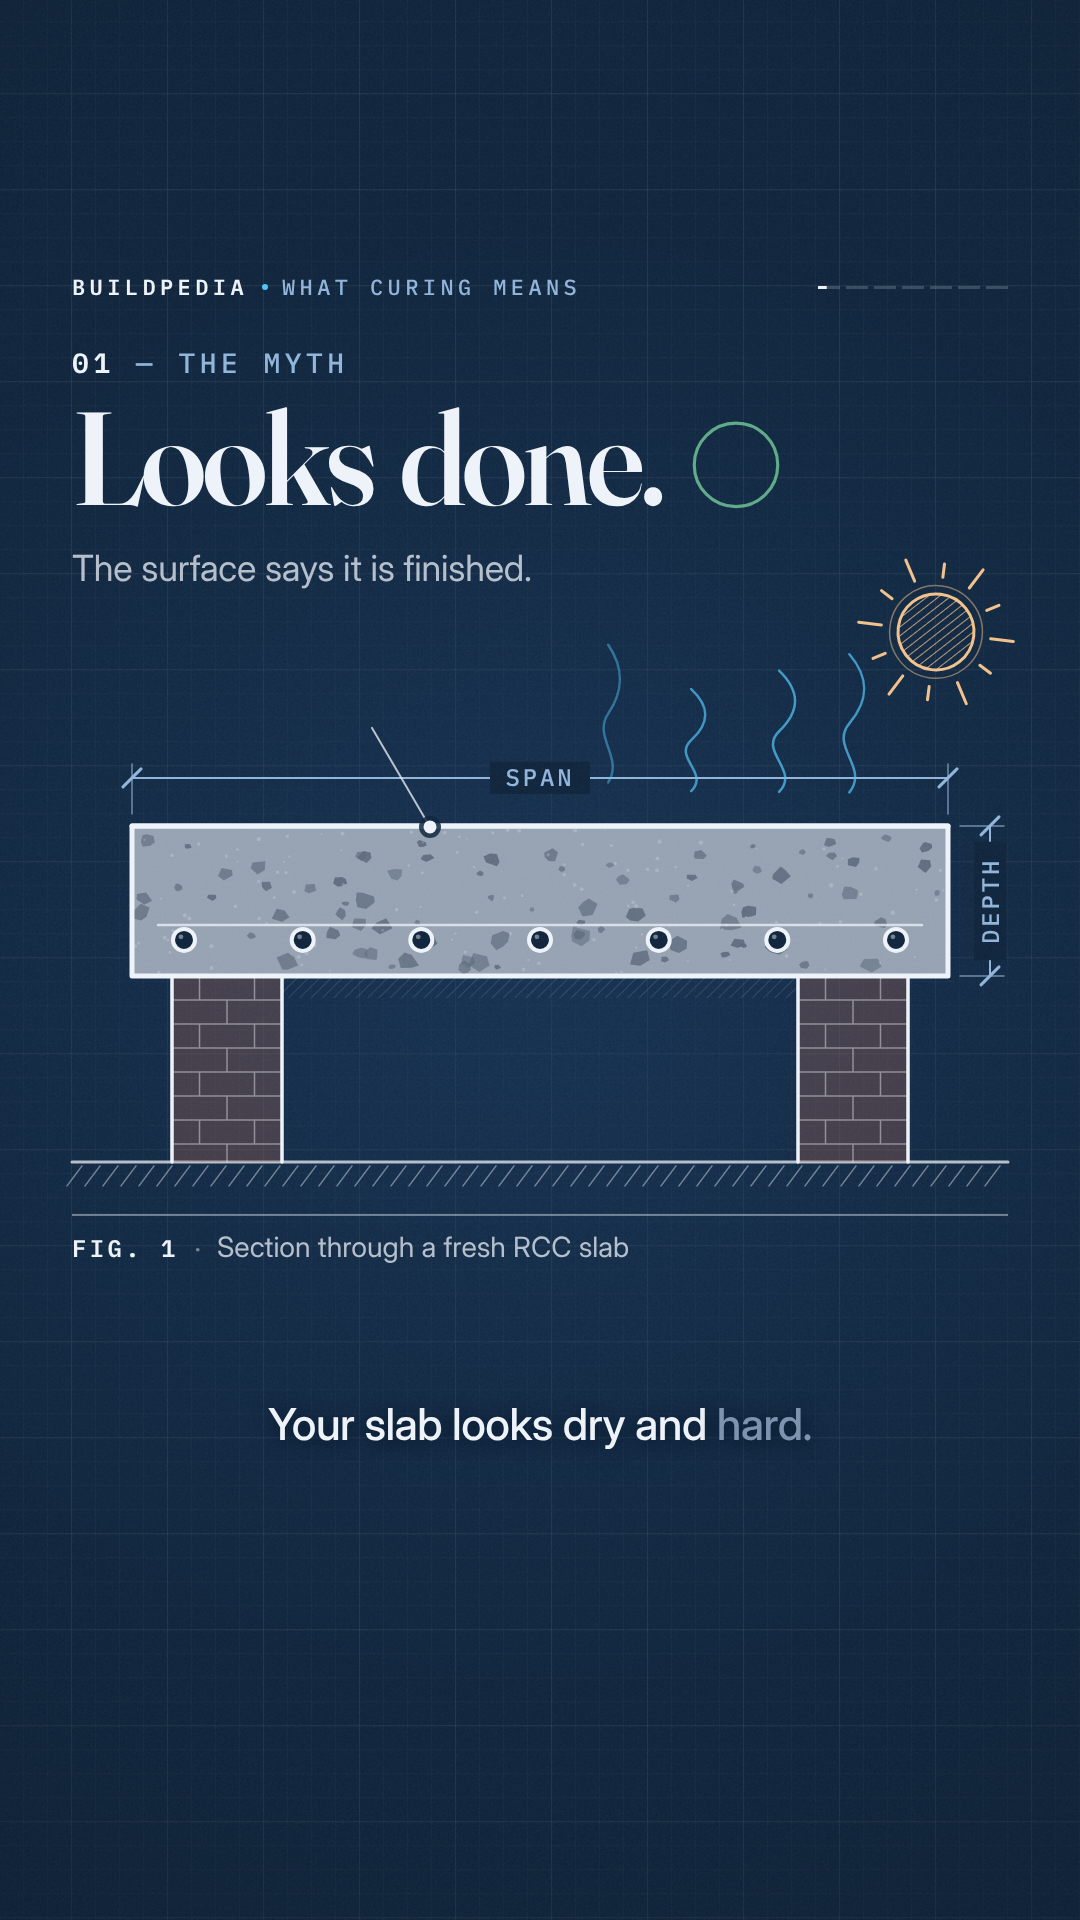 BUILDPEDIA • WHAT CURING MEANS
01 — THE MYTH
Looks done.
The surface says it is finished.
SPAN
DEPTH
FIG. 1 · Section through a fresh RCC slab
Your slab looks dry and hard.